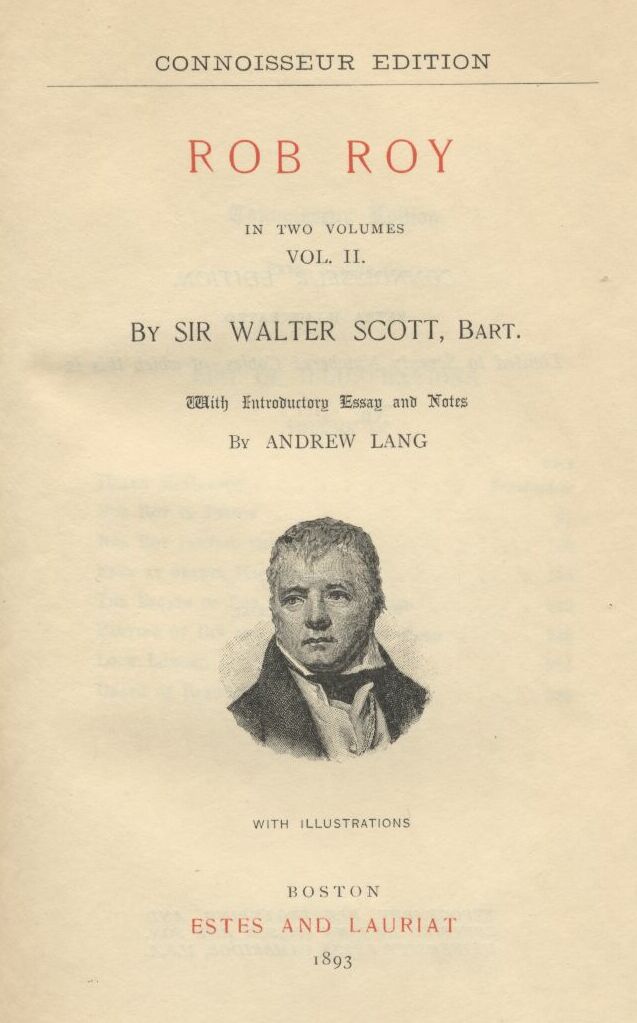 CONNOISSEUR EDITION
ROB ROY
IN TWO VOLUMES
VOL. II.
BY SIR WALTER SCOTT, BART.
With Introductory Essay and Notes
BY ANDREW LANG
WITH ILLUSTRATIONS
BOSTON
ESTES AND LAURIAT
1893